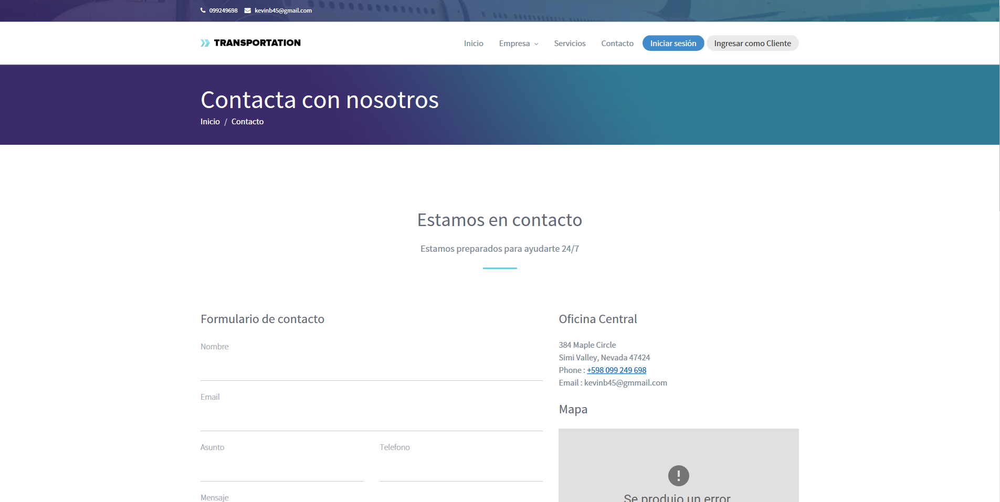 099249698 kevinb45@gmail.com
TRANSPORTATION
Inicio Empresa Servicios Contacto Iniciar sesión Ingresar como Cliente
Contacta con nosotros
Inicio / Contacto
Estamos en contacto
Estamos preparados para ayudarte 24/7
Formulario de contacto
Nombre
Email
Asunto Telefono
Mensaje
Oficina Central
384 Maple Circle
Simi Valley, Nevada 47424
Phone : +598 099 249 698
Email : kevinb45@gmmail.com
Mapa
Se produjo un error